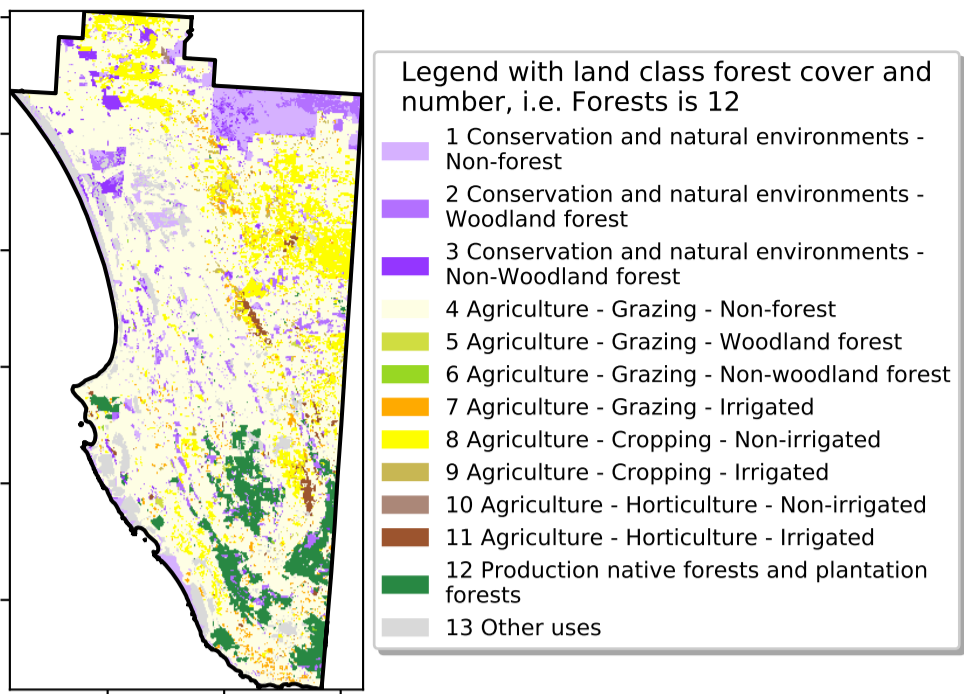 Legend with land class forest cover and
number, i.e. Forests is 12
1 Conservation and natural environments -
Non-forest
2 Conservation and natural environments -
Woodland forest
3 Conservation and natural environments -
Non-Woodland forest
4 Agriculture - Grazing - Non-forest
5 Agriculture - Grazing - Woodland forest
6 Agriculture - Grazing - Non-woodland forest
7 Agriculture - Grazing - Irrigated
8 Agriculture - Cropping - Non-irrigated
9 Agriculture - Cropping - Irrigated
10 Agriculture - Horticulture - Non-irrigated
11 Agriculture - Horticulture - Irrigated
12 Production native forests and plantation
forests
13 Other uses